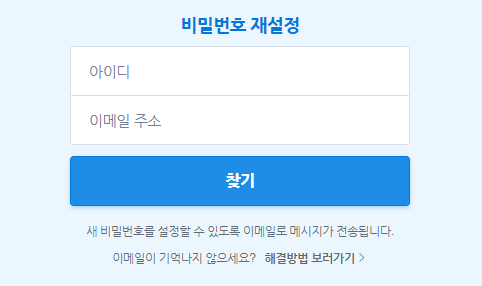 비밀번호 재설정
아이디
이메일 주소
찾기
새 비밀번호를 설정할 수 있도록 이메일로 메시지가 전송됩니다.
이메일이 기억나지 않으세요? 해결방법 보러가기 >